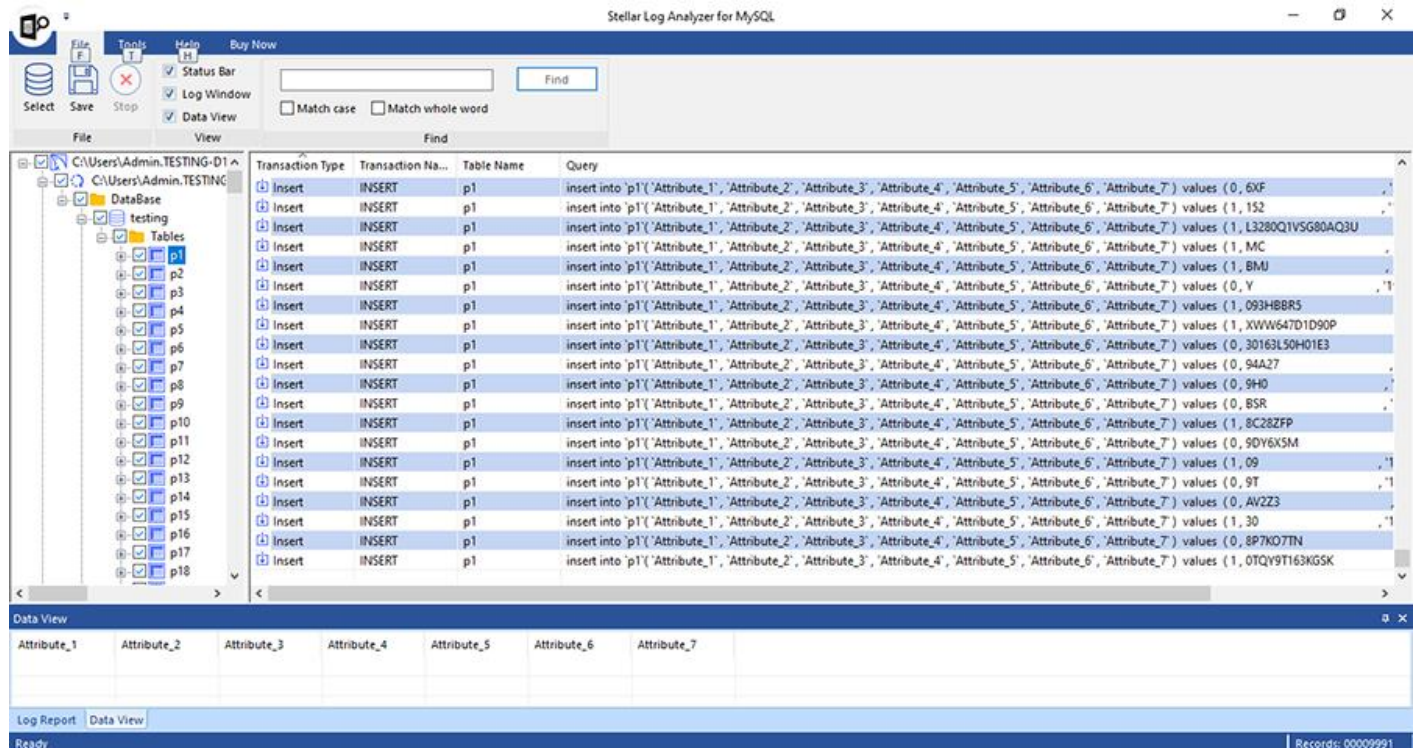 Stellar Log Analyzer for MySQL
File Tools Help Buy Now
F T H
Select Save Stop
Status Bar
Log Window
Data View
Find
Match case Match whole word
File View Find
C:\Users\Admin.TESTING-D1
C:\Users\Admin.TESTING
DataBase
testing
Tables
p1
p2
p3
p4
p5
p6
p7
p8
p9
p10
p11
p12
p13
p14
p15
p16
p17
p18
Transaction Type Transaction Na... Table Name Query
Insert INSERT p1 insert into `p1`( `Attribute_1`, `Attribute_2`, `Attribute_3`, `Attribute_4`, `Attribute_5`, `Attribute_6`, `Attribute_7` ) values ( 0 , 6XF , '
Insert INSERT p1 insert into `p1`( `Attribute_1`, `Attribute_2`, `Attribute_3`, `Attribute_4`, `Attribute_5`, `Attribute_6`, `Attribute_7` ) values ( 1 , 152 , '
Insert INSERT p1 insert into `p1`( `Attribute_1`, `Attribute_2`, `Attribute_3`, `Attribute_4`, `Attribute_5`, `Attribute_6`, `Attribute_7` ) values ( 1 , L3280Q1VSG80AQ3U
Insert INSERT p1 insert into `p1`( `Attribute_1`, `Attribute_2`, `Attribute_3`, `Attribute_4`, `Attribute_5`, `Attribute_6`, `Attribute_7` ) values ( 1 , MC ,
Insert INSERT p1 insert into `p1`( `Attribute_1`, `Attribute_2`, `Attribute_3`, `Attribute_4`, `Attribute_5`, `Attribute_6`, `Attribute_7` ) values ( 1 , BMJ ,
Insert INSERT p1 insert into `p1`( `Attribute_1`, `Attribute_2`, `Attribute_3`, `Attribute_4`, `Attribute_5`, `Attribute_6`, `Attribute_7` ) values ( 0 , Y , '1
Insert INSERT p1 insert into `p1`( `Attribute_1`, `Attribute_2`, `Attribute_3`, `Attribute_4`, `Attribute_5`, `Attribute_6`, `Attribute_7` ) values ( 1 , 093HBBR5
Insert INSERT p1 insert into `p1`( `Attribute_1`, `Attribute_2`, `Attribute_3`, `Attribute_4`, `Attribute_5`, `Attribute_6`, `Attribute_7` ) values ( 1 , XWW647D1D90P
Insert INSERT p1 insert into `p1`( `Attribute_1`, `Attribute_2`, `Attribute_3`, `Attribute_4`, `Attribute_5`, `Attribute_6`, `Attribute_7` ) values ( 0 , 30163L50H01E3
Insert INSERT p1 insert into `p1`( `Attribute_1`, `Attribute_2`, `Attribute_3`, `Attribute_4`, `Attribute_5`, `Attribute_6`, `Attribute_7` ) values ( 0 , 94A27 ,
Insert INSERT p1 insert into `p1`( `Attribute_1`, `Attribute_2`, `Attribute_3`, `Attribute_4`, `Attribute_5`, `Attribute_6`, `Attribute_7` ) values ( 0 , 9H0 , '
Insert INSERT p1 insert into `p1`( `Attribute_1`, `Attribute_2`, `Attribute_3`, `Attribute_4`, `Attribute_5`, `Attribute_6`, `Attribute_7` ) values ( 0 , BSR , '
Insert INSERT p1 insert into `p1`( `Attribute_1`, `Attribute_2`, `Attribute_3`, `Attribute_4`, `Attribute_5`, `Attribute_6`, `Attribute_7` ) values ( 1 , 8C28ZFP
Insert INSERT p1 insert into `p1`( `Attribute_1`, `Attribute_2`, `Attribute_3`, `Attribute_4`, `Attribute_5`, `Attribute_6`, `Attribute_7` ) values ( 0 , 9DY6X5M
Insert INSERT p1 insert into `p1`( `Attribute_1`, `Attribute_2`, `Attribute_3`, `Attribute_4`, `Attribute_5`, `Attribute_6`, `Attribute_7` ) values ( 1 , 09 , '1
Insert INSERT p1 insert into `p1`( `Attribute_1`, `Attribute_2`, `Attribute_3`, `Attribute_4`, `Attribute_5`, `Attribute_6`, `Attribute_7` ) values ( 0 , 9T , '1
Insert INSERT p1 insert into `p1`( `Attribute_1`, `Attribute_2`, `Attribute_3`, `Attribute_4`, `Attribute_5`, `Attribute_6`, `Attribute_7` ) values ( 0 , AV2Z3 ,
Insert INSERT p1 insert into `p1`( `Attribute_1`, `Attribute_2`, `Attribute_3`, `Attribute_4`, `Attribute_5`, `Attribute_6`, `Attribute_7` ) values ( 1 , 30 , '1
Insert INSERT p1 insert into `p1`( `Attribute_1`, `Attribute_2`, `Attribute_3`, `Attribute_4`, `Attribute_5`, `Attribute_6`, `Attribute_7` ) values ( 0 , 8P7KO7TN
Insert INSERT p1 insert into `p1`( `Attribute_1`, `Attribute_2`, `Attribute_3`, `Attribute_4`, `Attribute_5`, `Attribute_6`, `Attribute_7` ) values ( 1 , 0TQY9T163KGSK
Data View
Attribute_1 Attribute_2 Attribute_3 Attribute_4 Attribute_5 Attribute_6 Attribute_7
Log Report Data View
Ready Records: 00009991